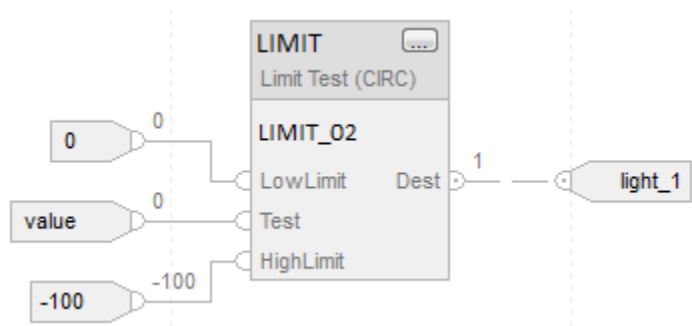 LIMIT ...
Limit Test (CIRC)
LIMIT_02
0 0
LowLimit Dest 1 light_1
value 0 Test
-100 -100 HighLimit